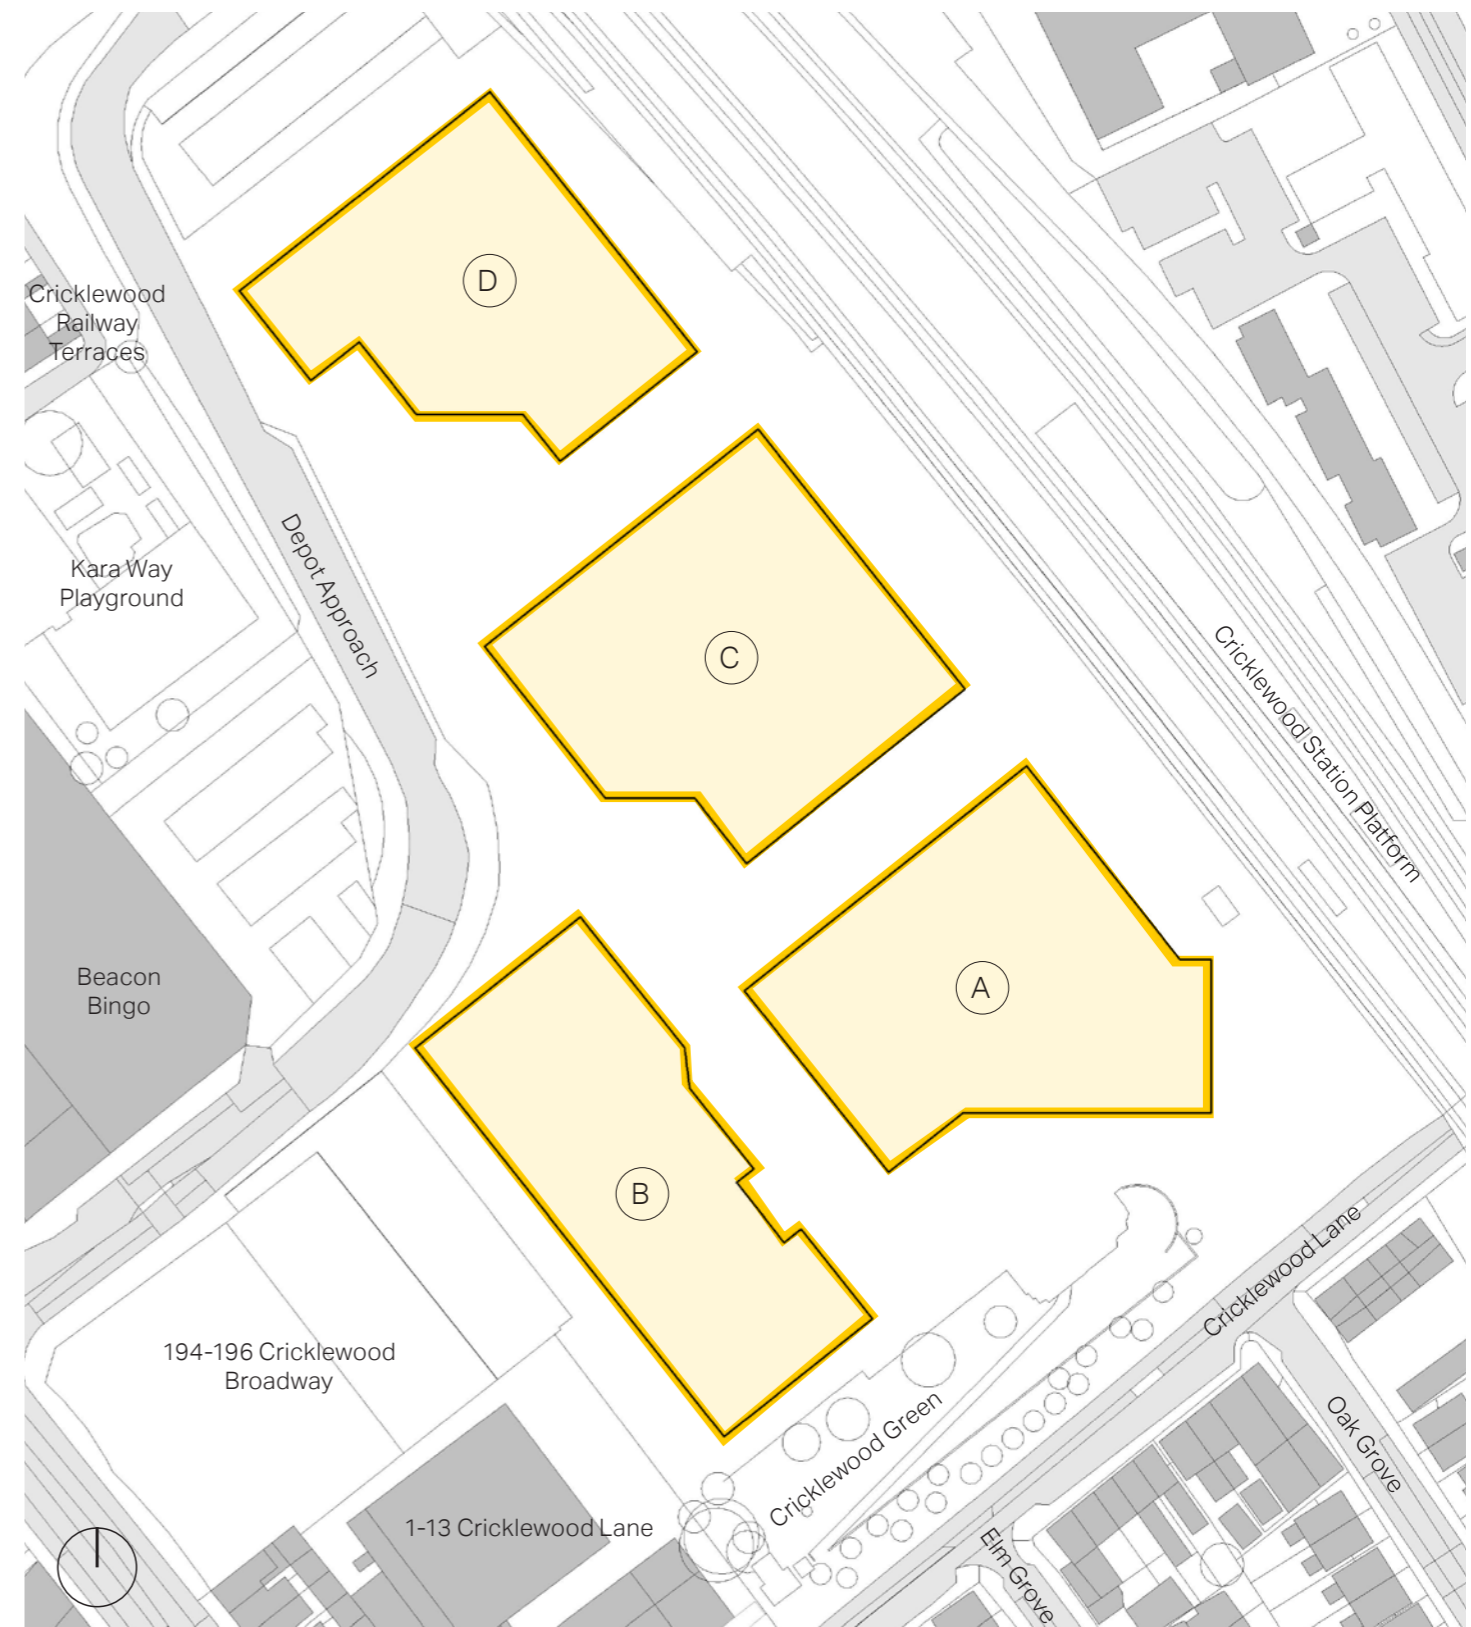 D
Cricklewood
Railway
Terraces
Depot Approach
Kara Way
Playground
C
Cricklewood Station Platform
Beacon
Bingo
A
B
Cricklewood Lane
194-196 Cricklewood
Broadway
Cricklewood Green
Oak Grove
1-13 Cricklewood Lane
Elm Grove